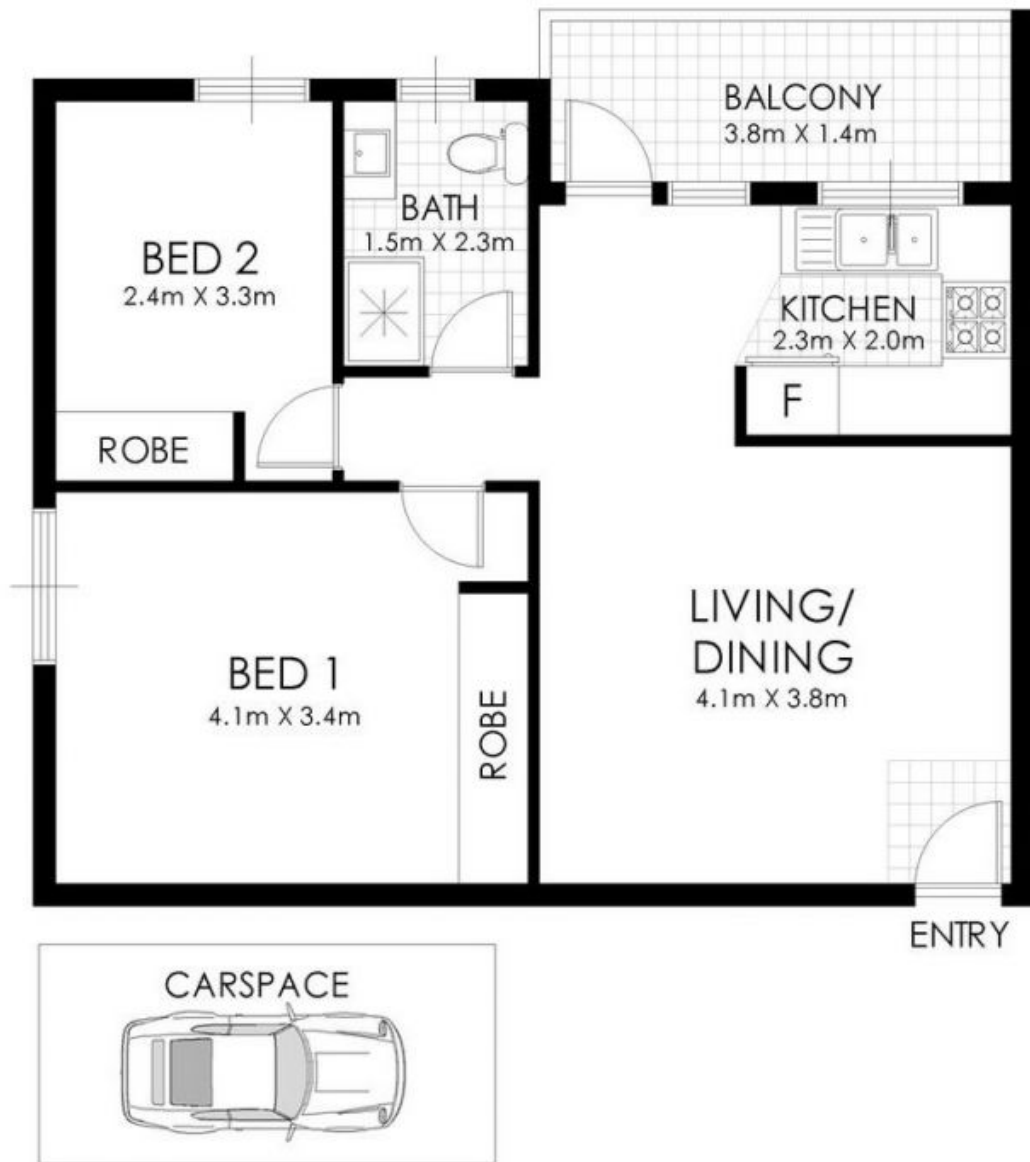 BALCONY
3.8m X 1.4m
BATH
1.5m X 2.3m
BED 2
2.4m X 3.3m
KITCHEN
2.3m X 2.0m
F
ROBE
LIVING/
DINING
4.1m X 3.8m
BED 1
4.1m X 3.4m
ROBE
ENTRY
CARSPACE